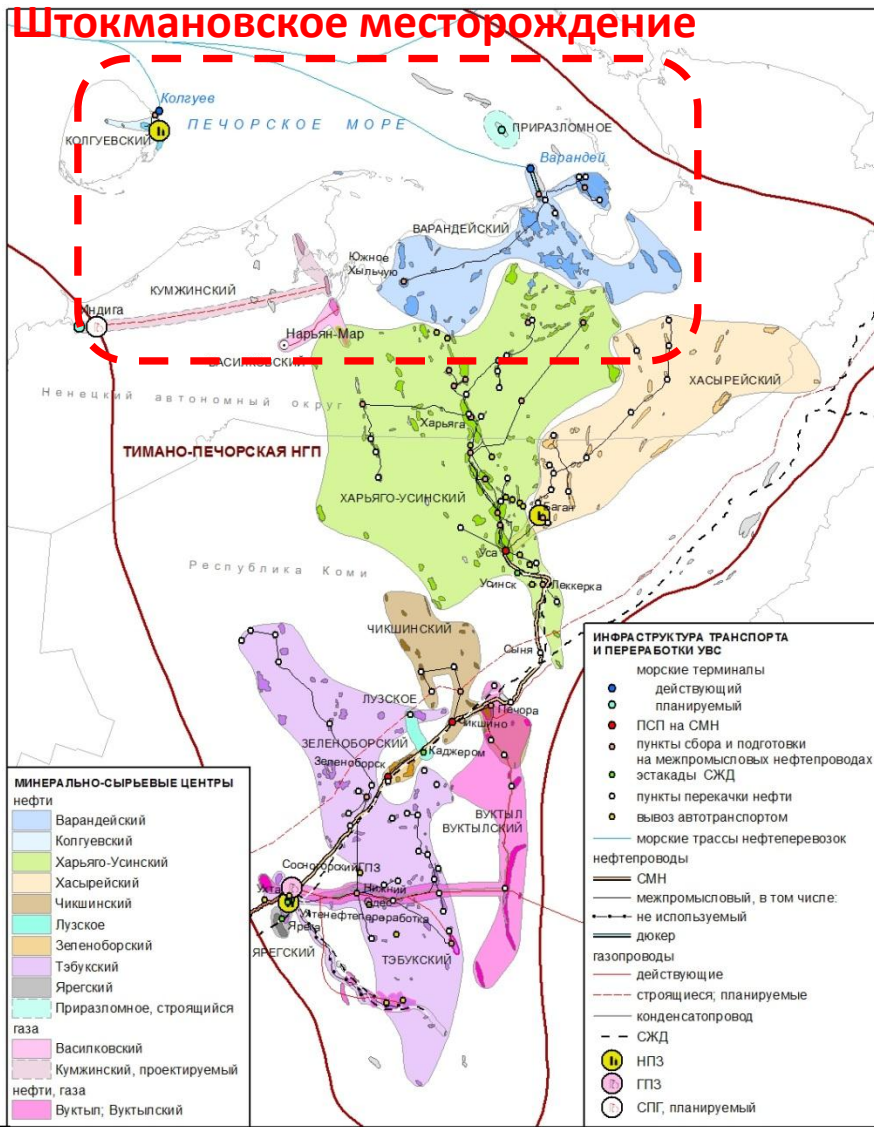 Штокмановское месторождение
Колгуев
КОЛГУЕВСКИЙ
ПЕЧОРСКОЕ МОРЕ
ПРИРАЗЛОМНОЕ
Варандей
ВАРАНДЕЙСКИЙ
Южное
Хыльчую
КУМЖИНСКИЙ
Индига
Нарьян-Мар
ВАСИЛКОВСКИЙ
ХАСЫРЕЙСКИЙ
Ненецкий автономный округ
Харьяга
ТИМАНО-ПЕЧОРСКАЯ НГП
ХАРЬЯГО-УСИНСКИЙ
Баган
Уса
Республика Коми
Усинск
Леккерка
ЧИКШИНСКИЙ
Сыня
ЛУЗСКОЕ
Печора
Чикшино
ЗЕЛЕНОБОРСКИЙ
Каджером
Зеленоборск
ВУКТЫЛ
ВУКТЫЛСКИЙ
СосногорскийГПЗ
Ухта
Нижний
Одес
Ухтанефтепереработка
Ярега
ЯРЕГСКИЙ
ТЭБУКСКИЙ
МИНЕРАЛЬНО-СЫРЬЕВЫЕ ЦЕНТРЫ
нефти
Варандейский
Колгуевский
Харьяго-Усинский
Хасырейский
Чикшинский
Лузское
Зеленоборский
Тэбукский
Ярегский
Приразломное, строящийся
газа
Василковский
Кумжинский, проектируемый
нефти, газа
Вуктыл; Вуктылский
ИНФРАСТРУКТУРА ТРАНСПОРТА
И ПЕРЕРАБОТКИ УВС
морские терминалы
действующий
планируемый
ПСП на СМН
пункты сбора и подготовки
на межпромысловых нефтепроводах
эстакады СЖД
пункты перекачки нефти
вывоз автотранспортом
морские трассы нефтеперевозок
нефтепроводы
СМН
межпромысловый, в том числе:
не используемый
дюкер
газопроводы
действующие
строящиеся; планируемые
конденсатопровод
СЖД
НПЗ
ГПЗ
СПГ, планируемый